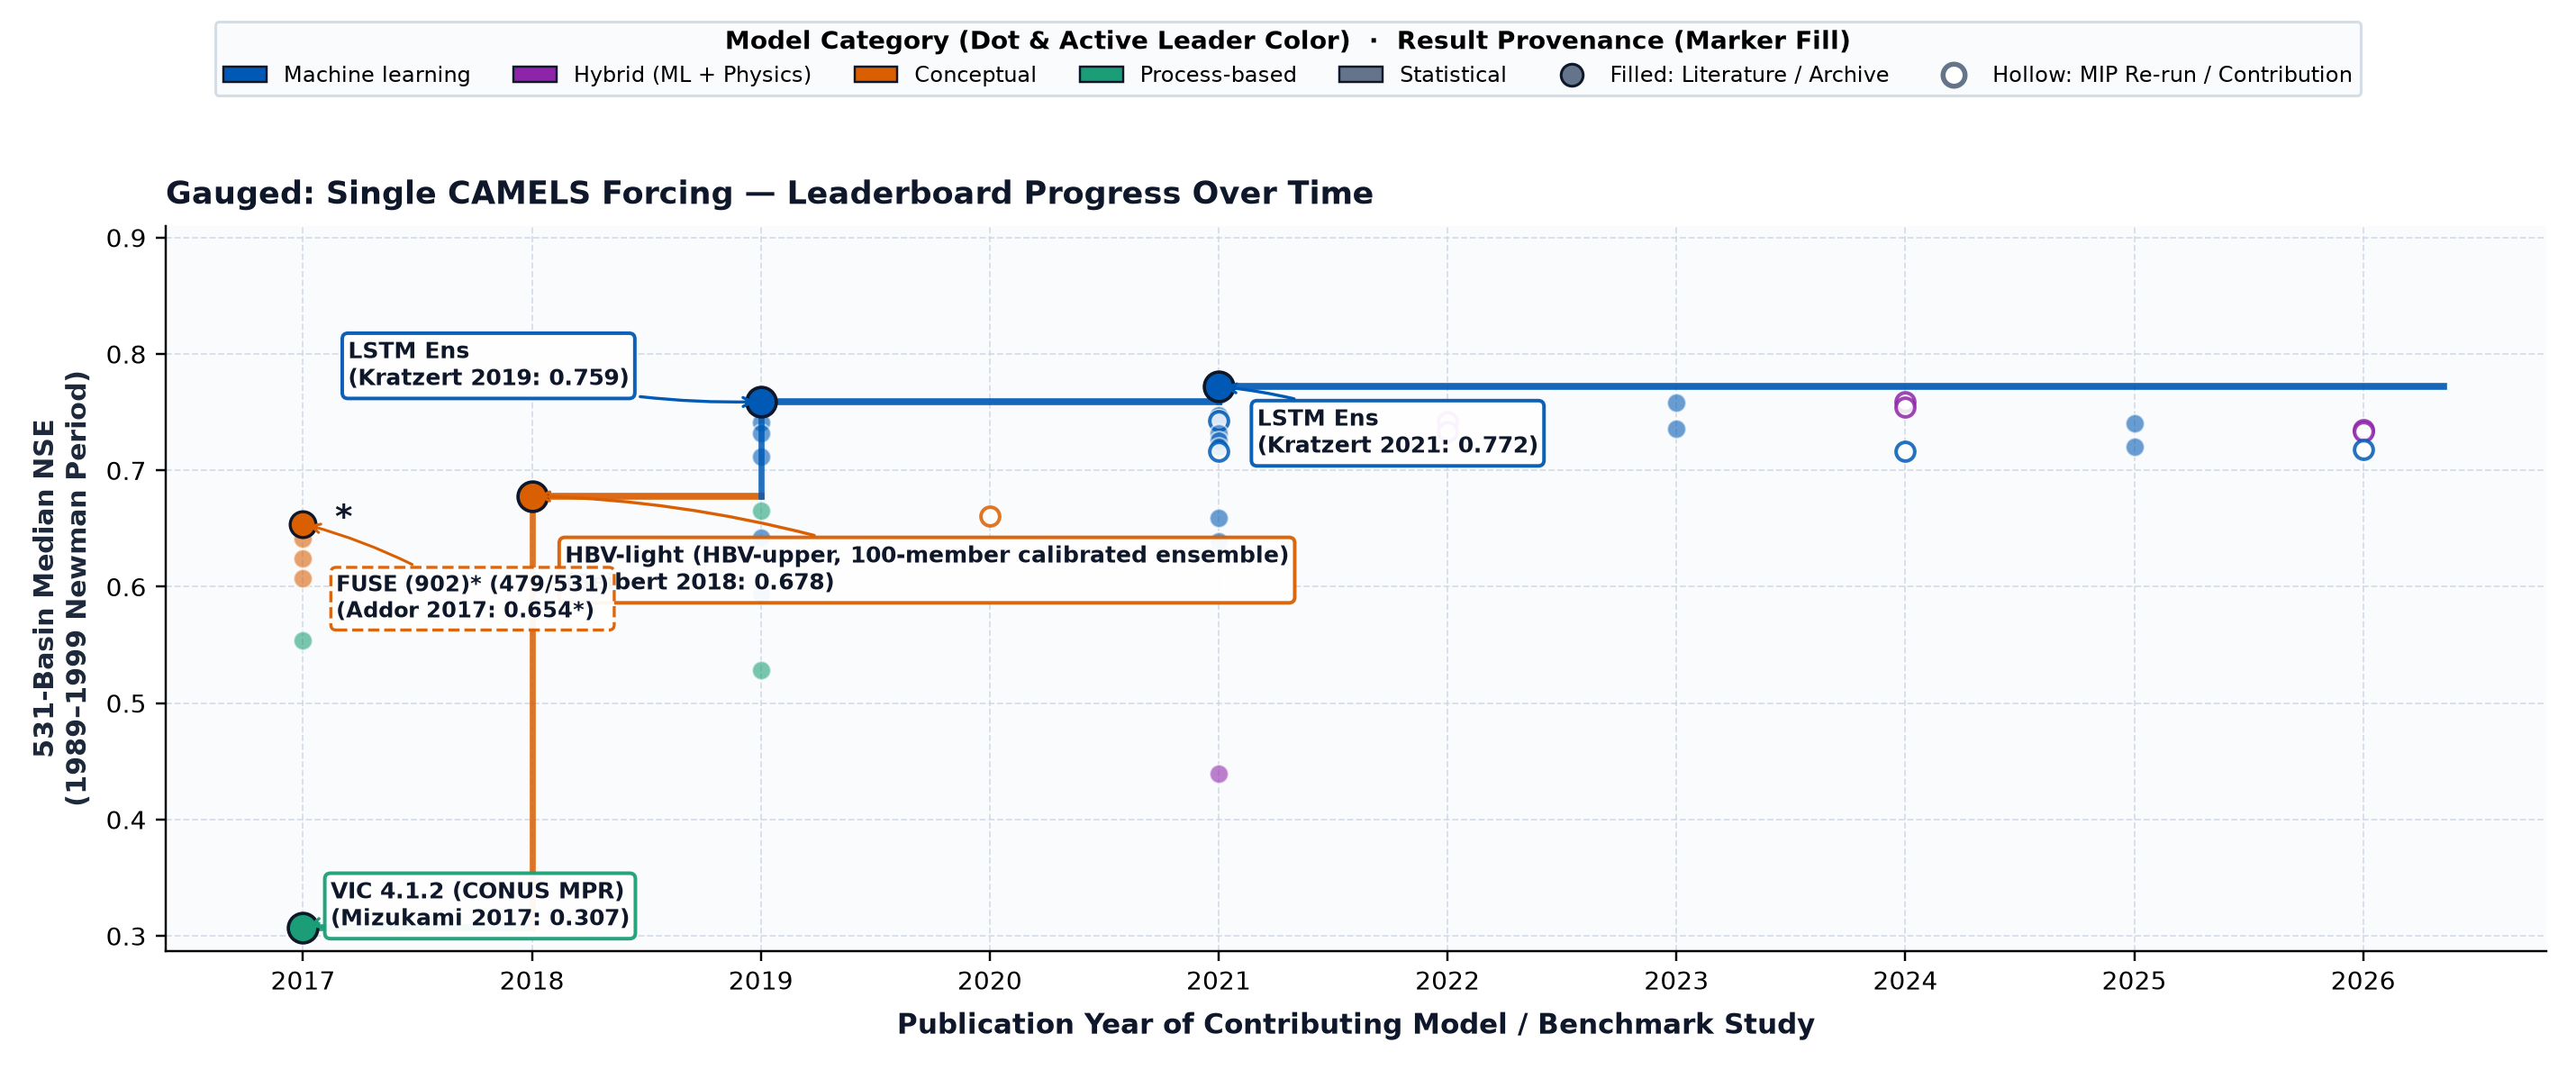 Model Category (Dot & Active Leader Color) · Result Provenance (Marker Fill)
Machine learning
Hybrid (ML + Physics)
Conceptual
Process-based
Statistical
Filled: Literature / Archive
Hollow: MIP Re-run / Contribution
Gauged: Single CAMELS Forcing — Leaderboard Progress Over Time
531-Basin Median NSE
(1989–1999 Newman Period)
0.9
0.8
0.7
0.6
0.5
0.4
0.3
LSTM Ens
(Kratzert 2019: 0.759)
LSTM Ens
(Kratzert 2021: 0.772)
*
HBV-light (HBV-upper, 100-member calibrated ensemble)
bert 2018: 0.678)
FUSE (902)* (479/531)
(Addor 2017: 0.654*)
VIC 4.1.2 (CONUS MPR)
(Mizukami 2017: 0.307)
2017 2018 2019 2020 2021 2022 2023 2024 2025 2026
Publication Year of Contributing Model / Benchmark Study